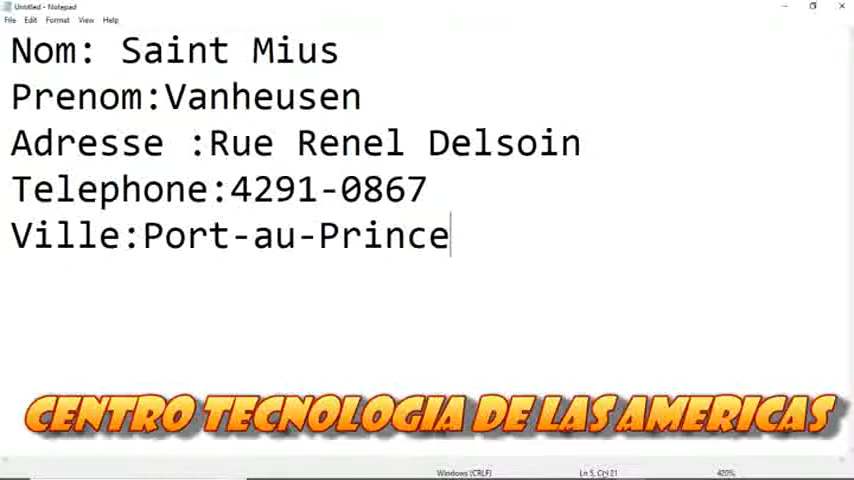 Untitled - Notepad
File Edit Format View Help
Nom: Saint Mius
Prenom:Vanheusen
Adresse :Rue Renel Delsoin
Telephone:4291-0867
Ville:Port-au-Prince
CENTRO TECNOLOGIA DE LAS AMERICAS
Windows (CRLF) Ln 5, Col 21 420%